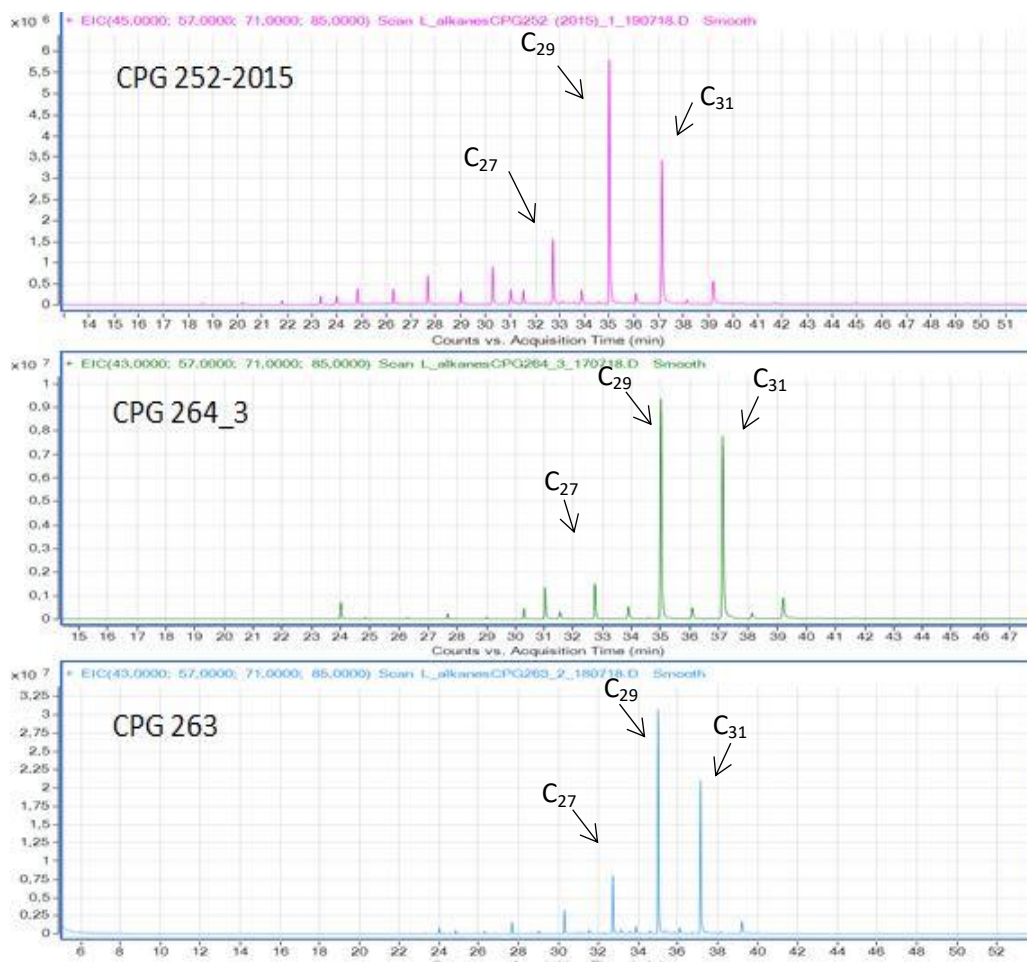 ×10 6 + EIC(45,0000; 57,0000; 71,0000; 85,0000) Scan L_alkanesCPG252 (2015)_1_190718.D Smooth
CPG 252-2015
C29
C31
C27
6
5,5
5
4,5
4
3,5
3
2,5
2
1,5
1
0,5
0
14 15 16 17 18 19 20 21 22 23 24 25 26 27 28 29 30 31 32 33 34 35 36 37 38 39 40 41 42 43 44 45 46 47 48 49 50 51
Counts vs. Acquisition Time (min)
×10 7 + EIC(43,0000; 57,0000; 71,0000; 85,0000) Scan L_alkanesCPG264_3_170718.D Smooth
CPG 264_3
C29
C31
C27
1
0,9
0,8
0,7
0,6
0,5
0,4
0,3
0,2
0,1
0
15 16 17 18 19 20 21 22 23 24 25 26 27 28 29 30 31 32 33 34 35 36 37 38 39 40 41 42 43 44 45 46 47
Counts vs. Acquisition Time (min)
×10 7 + EIC(43,0000; 57,0000; 71,0000; 85,0000) Scan L_alkanesCPG263_2_180718.D Smooth
CPG 263
C29
C31
C27
3,25
3
2,75
2,5
2,25
2
1,75
1,5
1,25
1
0,75
0,5
0,25
0
6 8 10 12 14 16 18 20 22 24 26 28 30 32 34 36 38 40 42 44 46 48 50 52